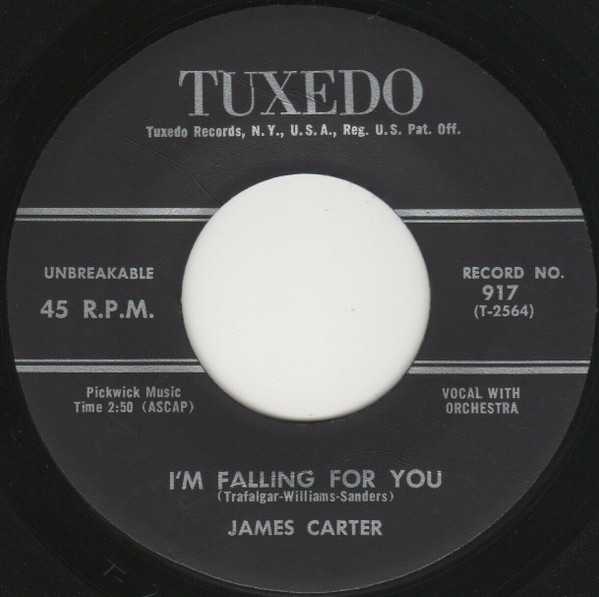 TUXEDO
Tuxedo Records, N.Y., U.S.A., Reg. U.S. Pat. Off.
UNBREAKABLE
45 R.P.M.
RECORD NO.
917
(T-2564)
Pickwick Music
Time 2:50 (ASCAP)
VOCAL WITH
ORCHESTRA
I'M FALLING FOR YOU
(Trafalgar-Williams-Sanders)
JAMES CARTER